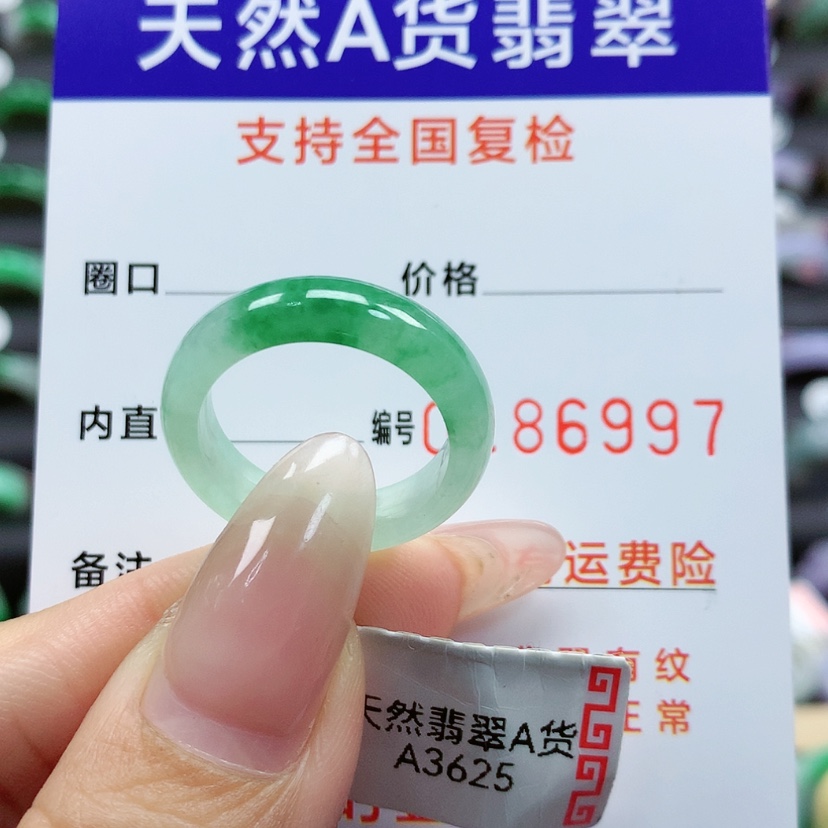 天然A货翡翠
支持全国复检
圈口 价格
内直 编号 86997
备注
运费险
有纹
正常
天然翡翠A货
A3625